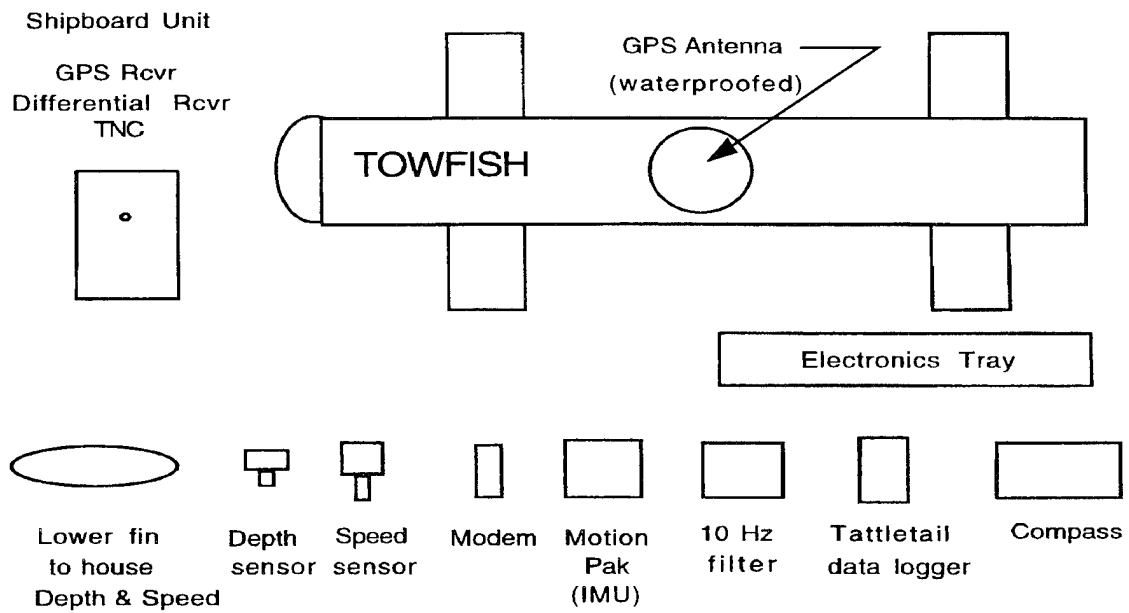 Shipboard Unit
GPS Rcvr
Differential Rcvr
TNC
GPS Antenna
(waterproofed)
TOWFISH
Electronics Tray
Lower fin
to house
Depth & Speed
Depth
sensor
Speed
sensor
Modem
Motion
Pak
(IMU)
10 Hz
filter
Tattletail
data logger
Compass